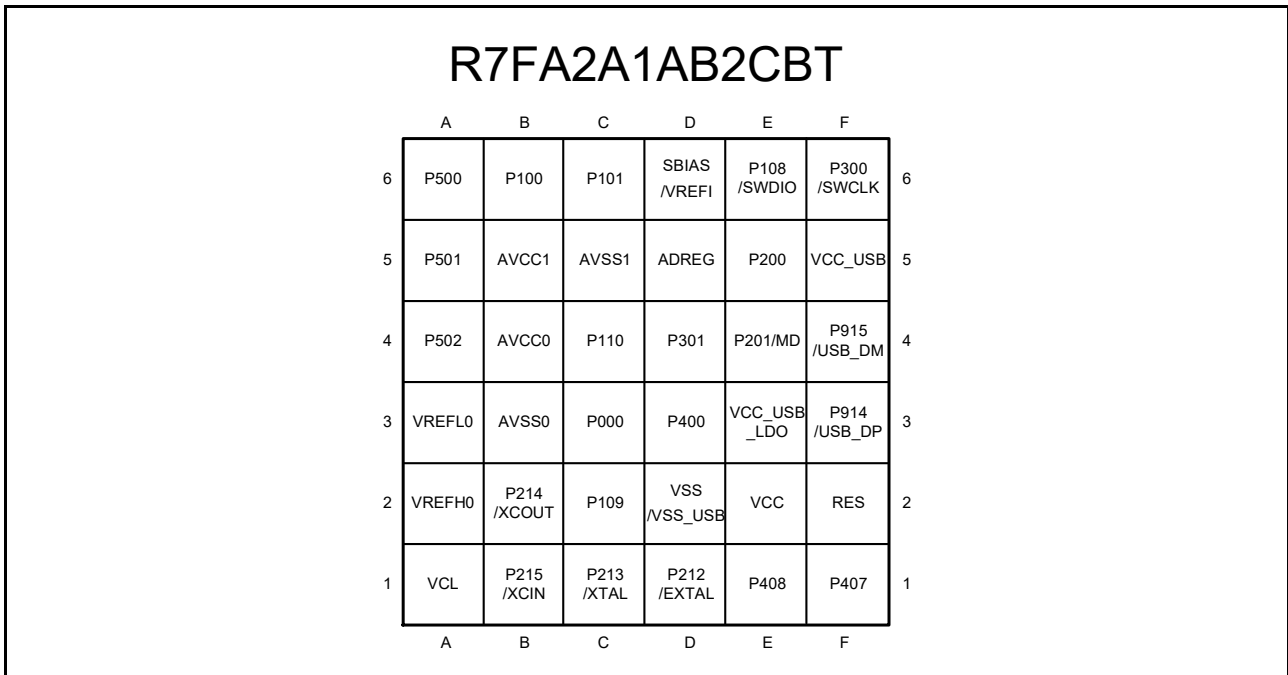 R7FA2A1AB2CBT
A B C D E F
6 P500 P100 P101 SBIAS /VREFI P108 /SWDIO P300 /SWCLK 6
5 P501 AVCC1 AVSS1 ADREG P200 VCC_USB 5
4 P502 AVCC0 P110 P301 P201/MD P915 /USB_DM 4
3 VREFL0 AVSS0 P000 P400 VCC_USB _LDO P914 /USB_DP 3
2 VREFH0 P214 /XCOUT P109 VSS /VSS_USB VCC RES 2
1 VCL P215 /XCIN P213 /XTAL P212 /EXTAL P408 P407 1
A B C D E F